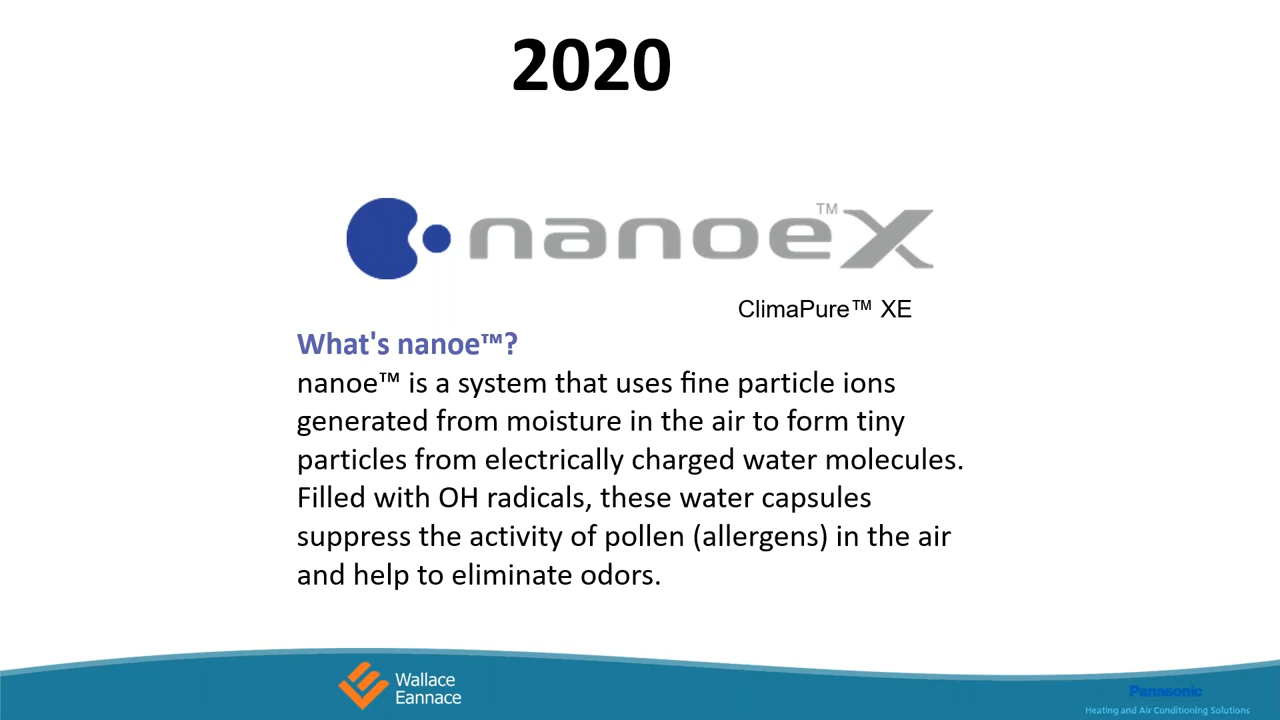 2020
nanoe™X
ClimaPure™ XE
What's nanoe™?
nanoe™ is a system that uses fine particle ions
generated from moisture in the air to form tiny
particles from electrically charged water molecules.
Filled with OH radicals, these water capsules
suppress the activity of pollen (allergens) in the air
and help to eliminate odors.
Wallace
Eannace
Panasonic
Heating and Air Conditioning Solutions